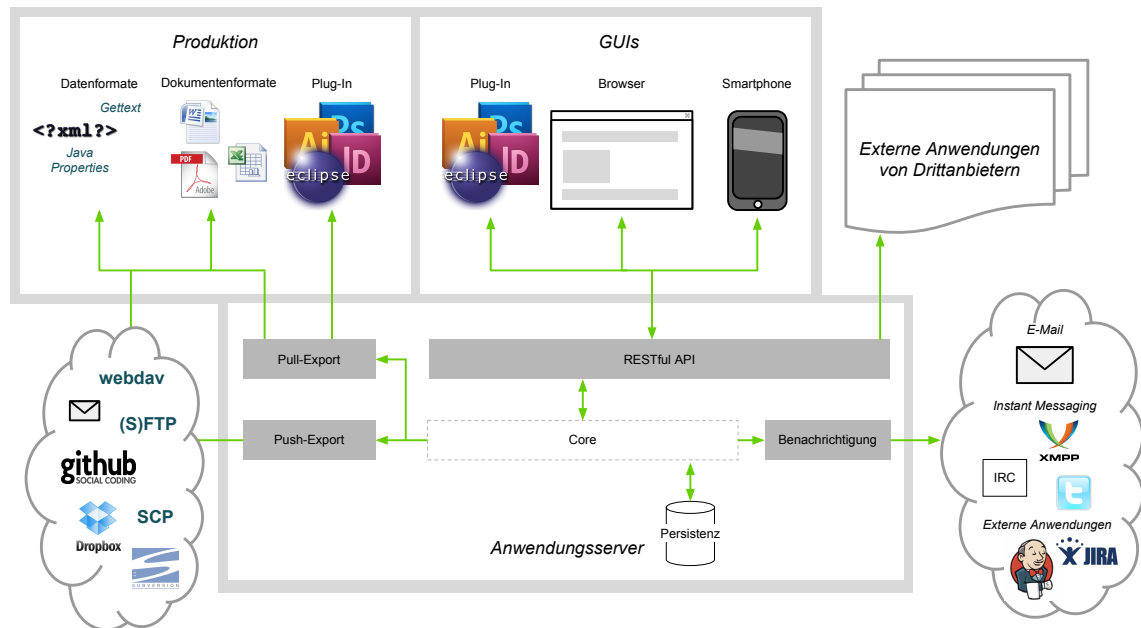 Produktion
Datenformate
Dokumentenformate
Plug-In
Gettext
<?xml?>
Java
Properties
W
PDF
Adobe
X
Ai
Ps
ID
eclipse
GUIs
Plug-In
Browser
Smartphone
Ai
Ps
ID
eclipse
Externe Anwendungen
von Drittanbietern
Pull-Export
RESTful API
Push-Export
Core
Benachrichtigung
Persistenz
Anwendungsserver
webdav
(S)FTP
github
SOCIAL CODING
SCP
Dropbox
SUBVERSION
E-Mail
Instant Messaging
XMPP
IRC
t
Externe Anwendungen
JIRA